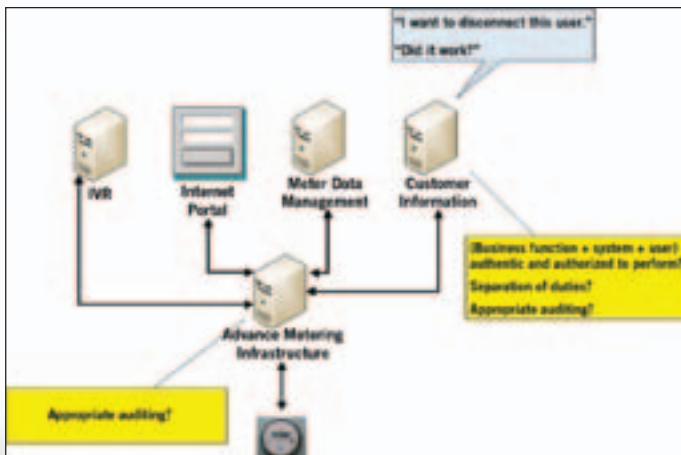 "I want to disconnect this user."
"Did it work?"
IVR
Internet
Portal
Meter Data
Management
Customer
Information
(Business function + system + user)
authentic and authorized to perform?
Separation of duties?
Appropriate auditing?
Advance Metering
Infrastructure
Appropriate auditing?